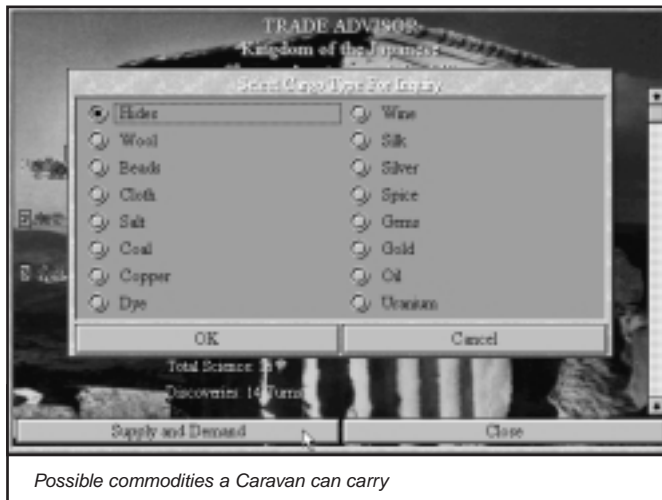 TRADE ADVISOR
Kingdom of the Japanese
Select Cargo Type For Inquiry
Hides
Wool
Beads
Cloth
Salt
Coal
Copper
Dye
Wine
Silk
Silver
Spice
Gems
Gold
Oil
Uranium
OK
Cancel
Total Science:
Discoveries: 14 Turns
Supply and Demand
Close
Possible commodities a Caravan can carry